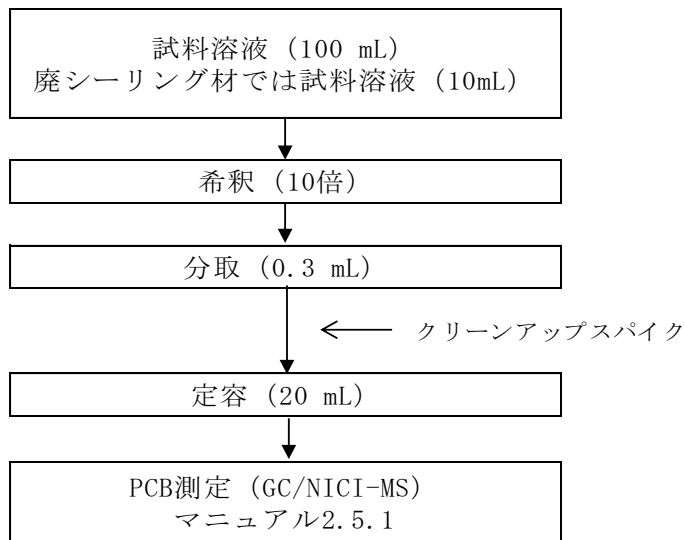 試料溶液 (100 mL)
廃シーリング材では試料溶液 (10mL)
希釈 (10倍)
分取 (0.3 mL)
クリーンアップスパイク
定容 (20 mL)
PCB測定 (GC/NICI-MS)
マニュアル2.5.1